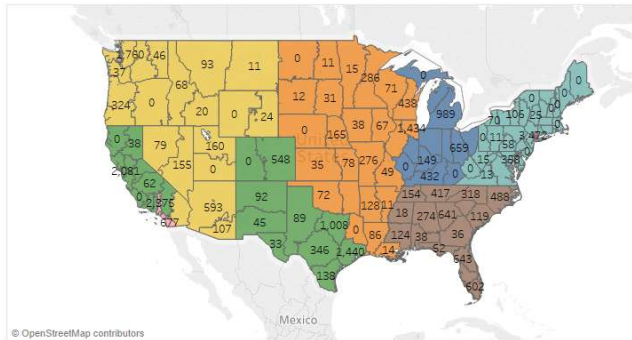 760 46 93 11 0 11 15 286 71 0 0
37 68 438 989 70 106 25 0
324 0 20 0 24 12 31 38 67 1,434 659 0 11 58 3,472
0 38 79 155 160 0 548 0 165 35 78 276 49 0 149 432 0 15 358 13
2,081 62 0 593 107 92 72 128 11 154 417 318 488
677 45 89 1,008 0 86 14 18 274 641 119
33 346 1,440 124 38 62 36 643
138 602
Mexico
© OpenStreetMap contributors